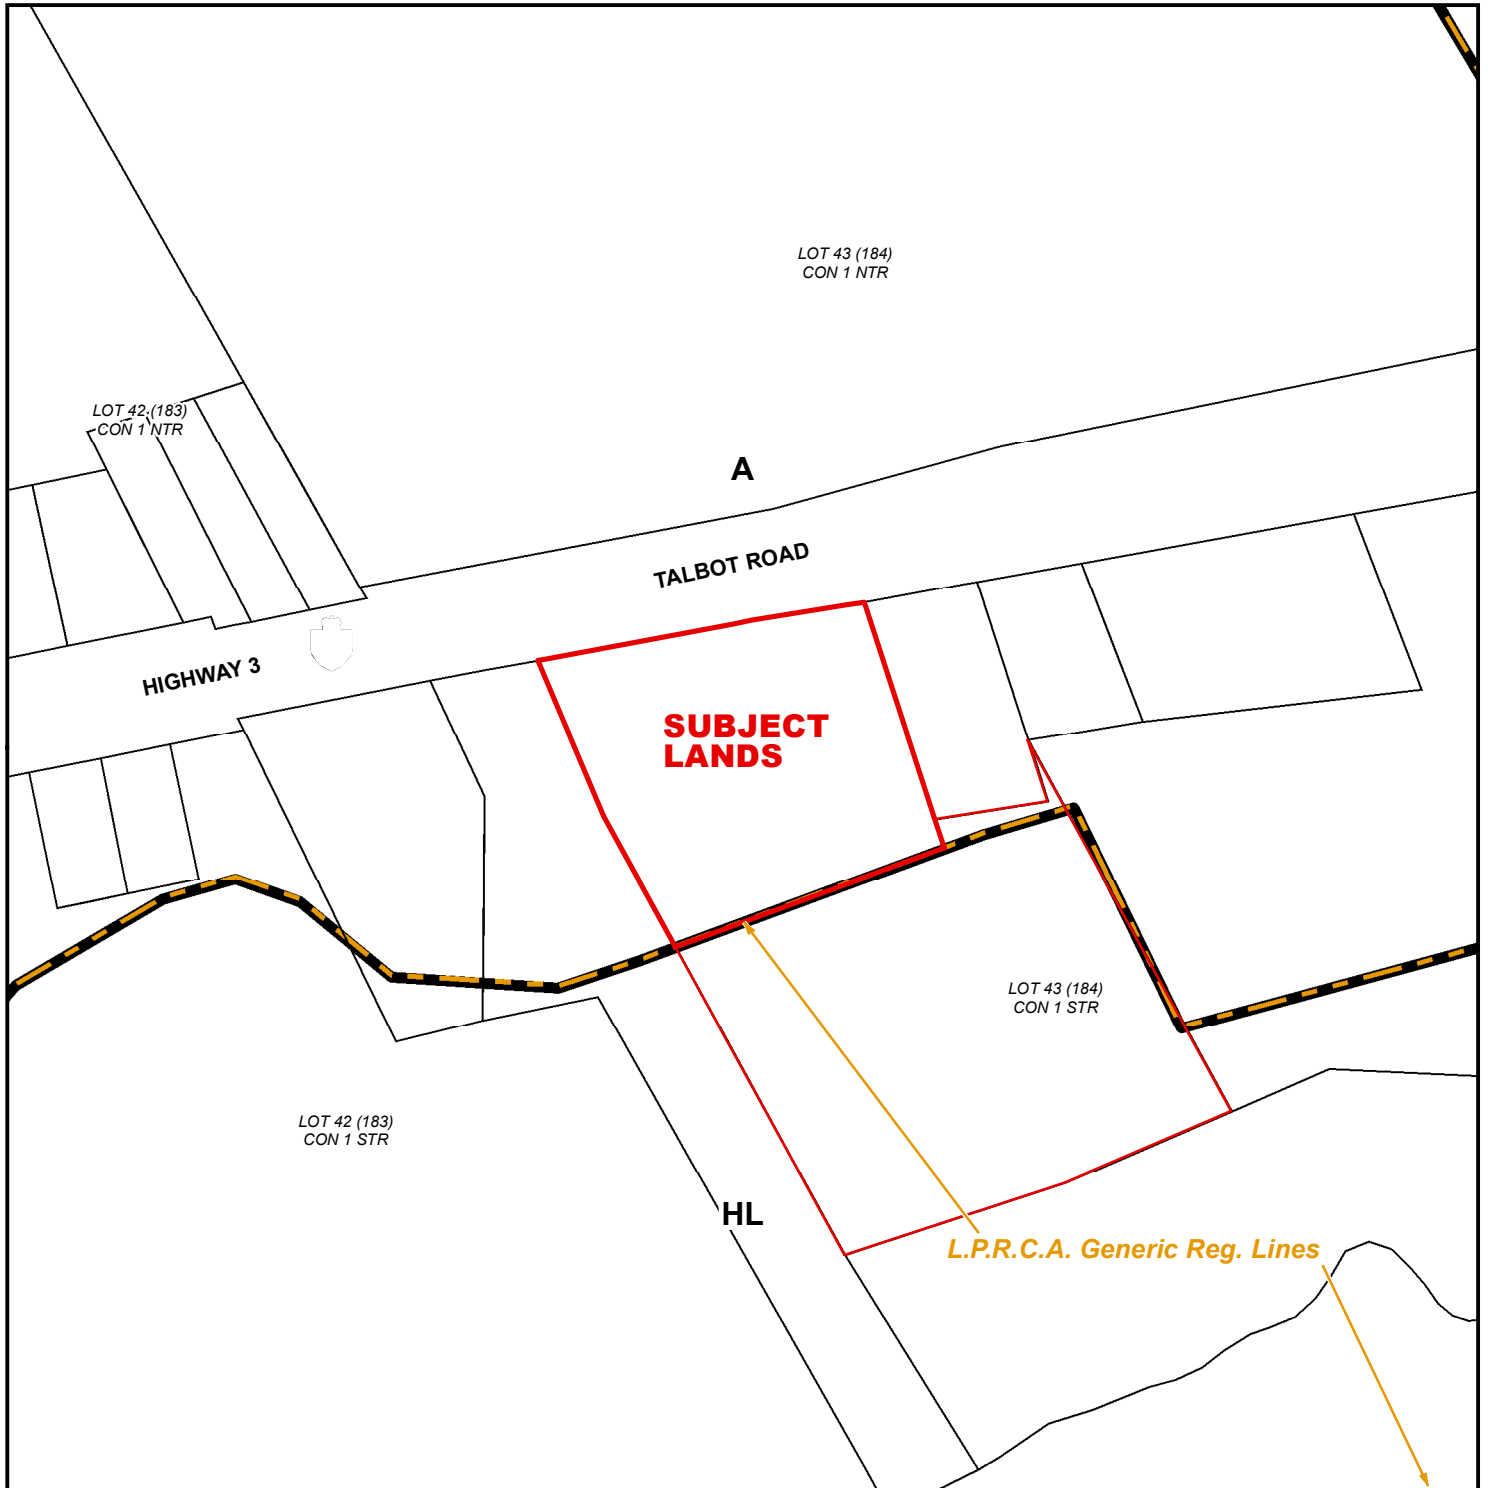 LOT 43 (184)
CON 1 NTR
LOT 42 (183)
CON 1 NTR
A
TALBOT ROAD
HIGHWAY 3
SUBJECT
LANDS
LOT 43 (184)
CON 1 STR
LOT 42 (183)
CON 1 STR
HL
L.P.R.C.A. Generic Reg. Lines